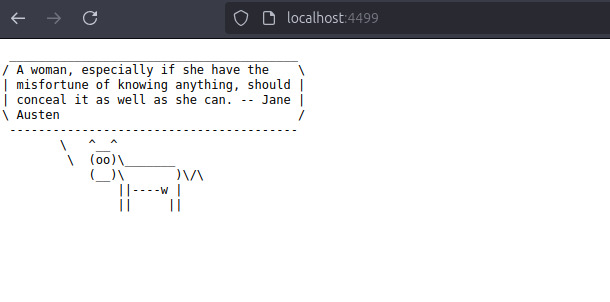 localhost:4499
 ________________________________________
/ A woman, especially if she have the    \
| misfortune of knowing anything, should |
| conceal it as well as she can. -- Jane |
\ Austen                                 /
 ----------------------------------------
        \   ^__^
         \  (oo)\_______
            (__)\       )\/\
                ||----w |
                ||     ||